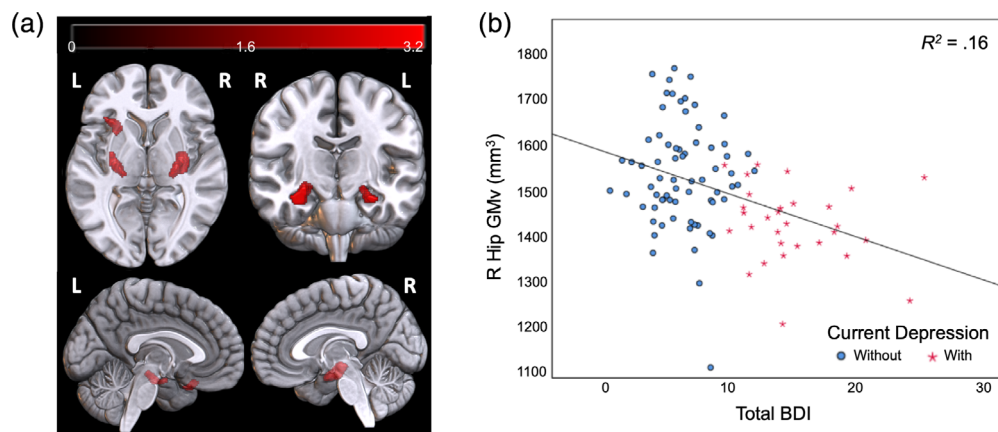 (a)
0 1.6 3.2
L R R L
L R
(b)
R² = .16
1800
1700
1600
1500
1400
1300
1200
1100
R Hip GMv (mm³)
Current Depression
Without With
0 10 20 30
Total BDI